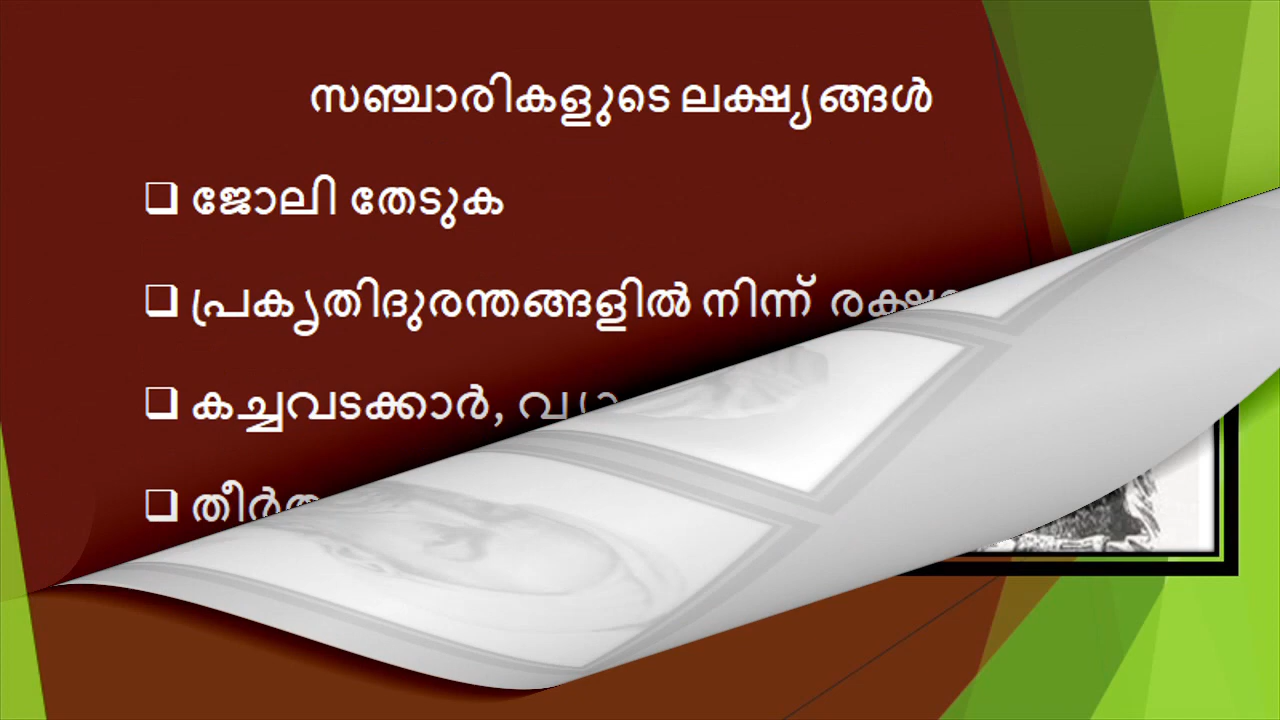 സഞ്ചാരികളുടെ ലക്ഷ്യങ്ങൾ
ജോലി തേടുക
പ്രകൃതിദുരന്തങ്ങളിൽ നിന്ന്
കച്ചവടക്കാർ,